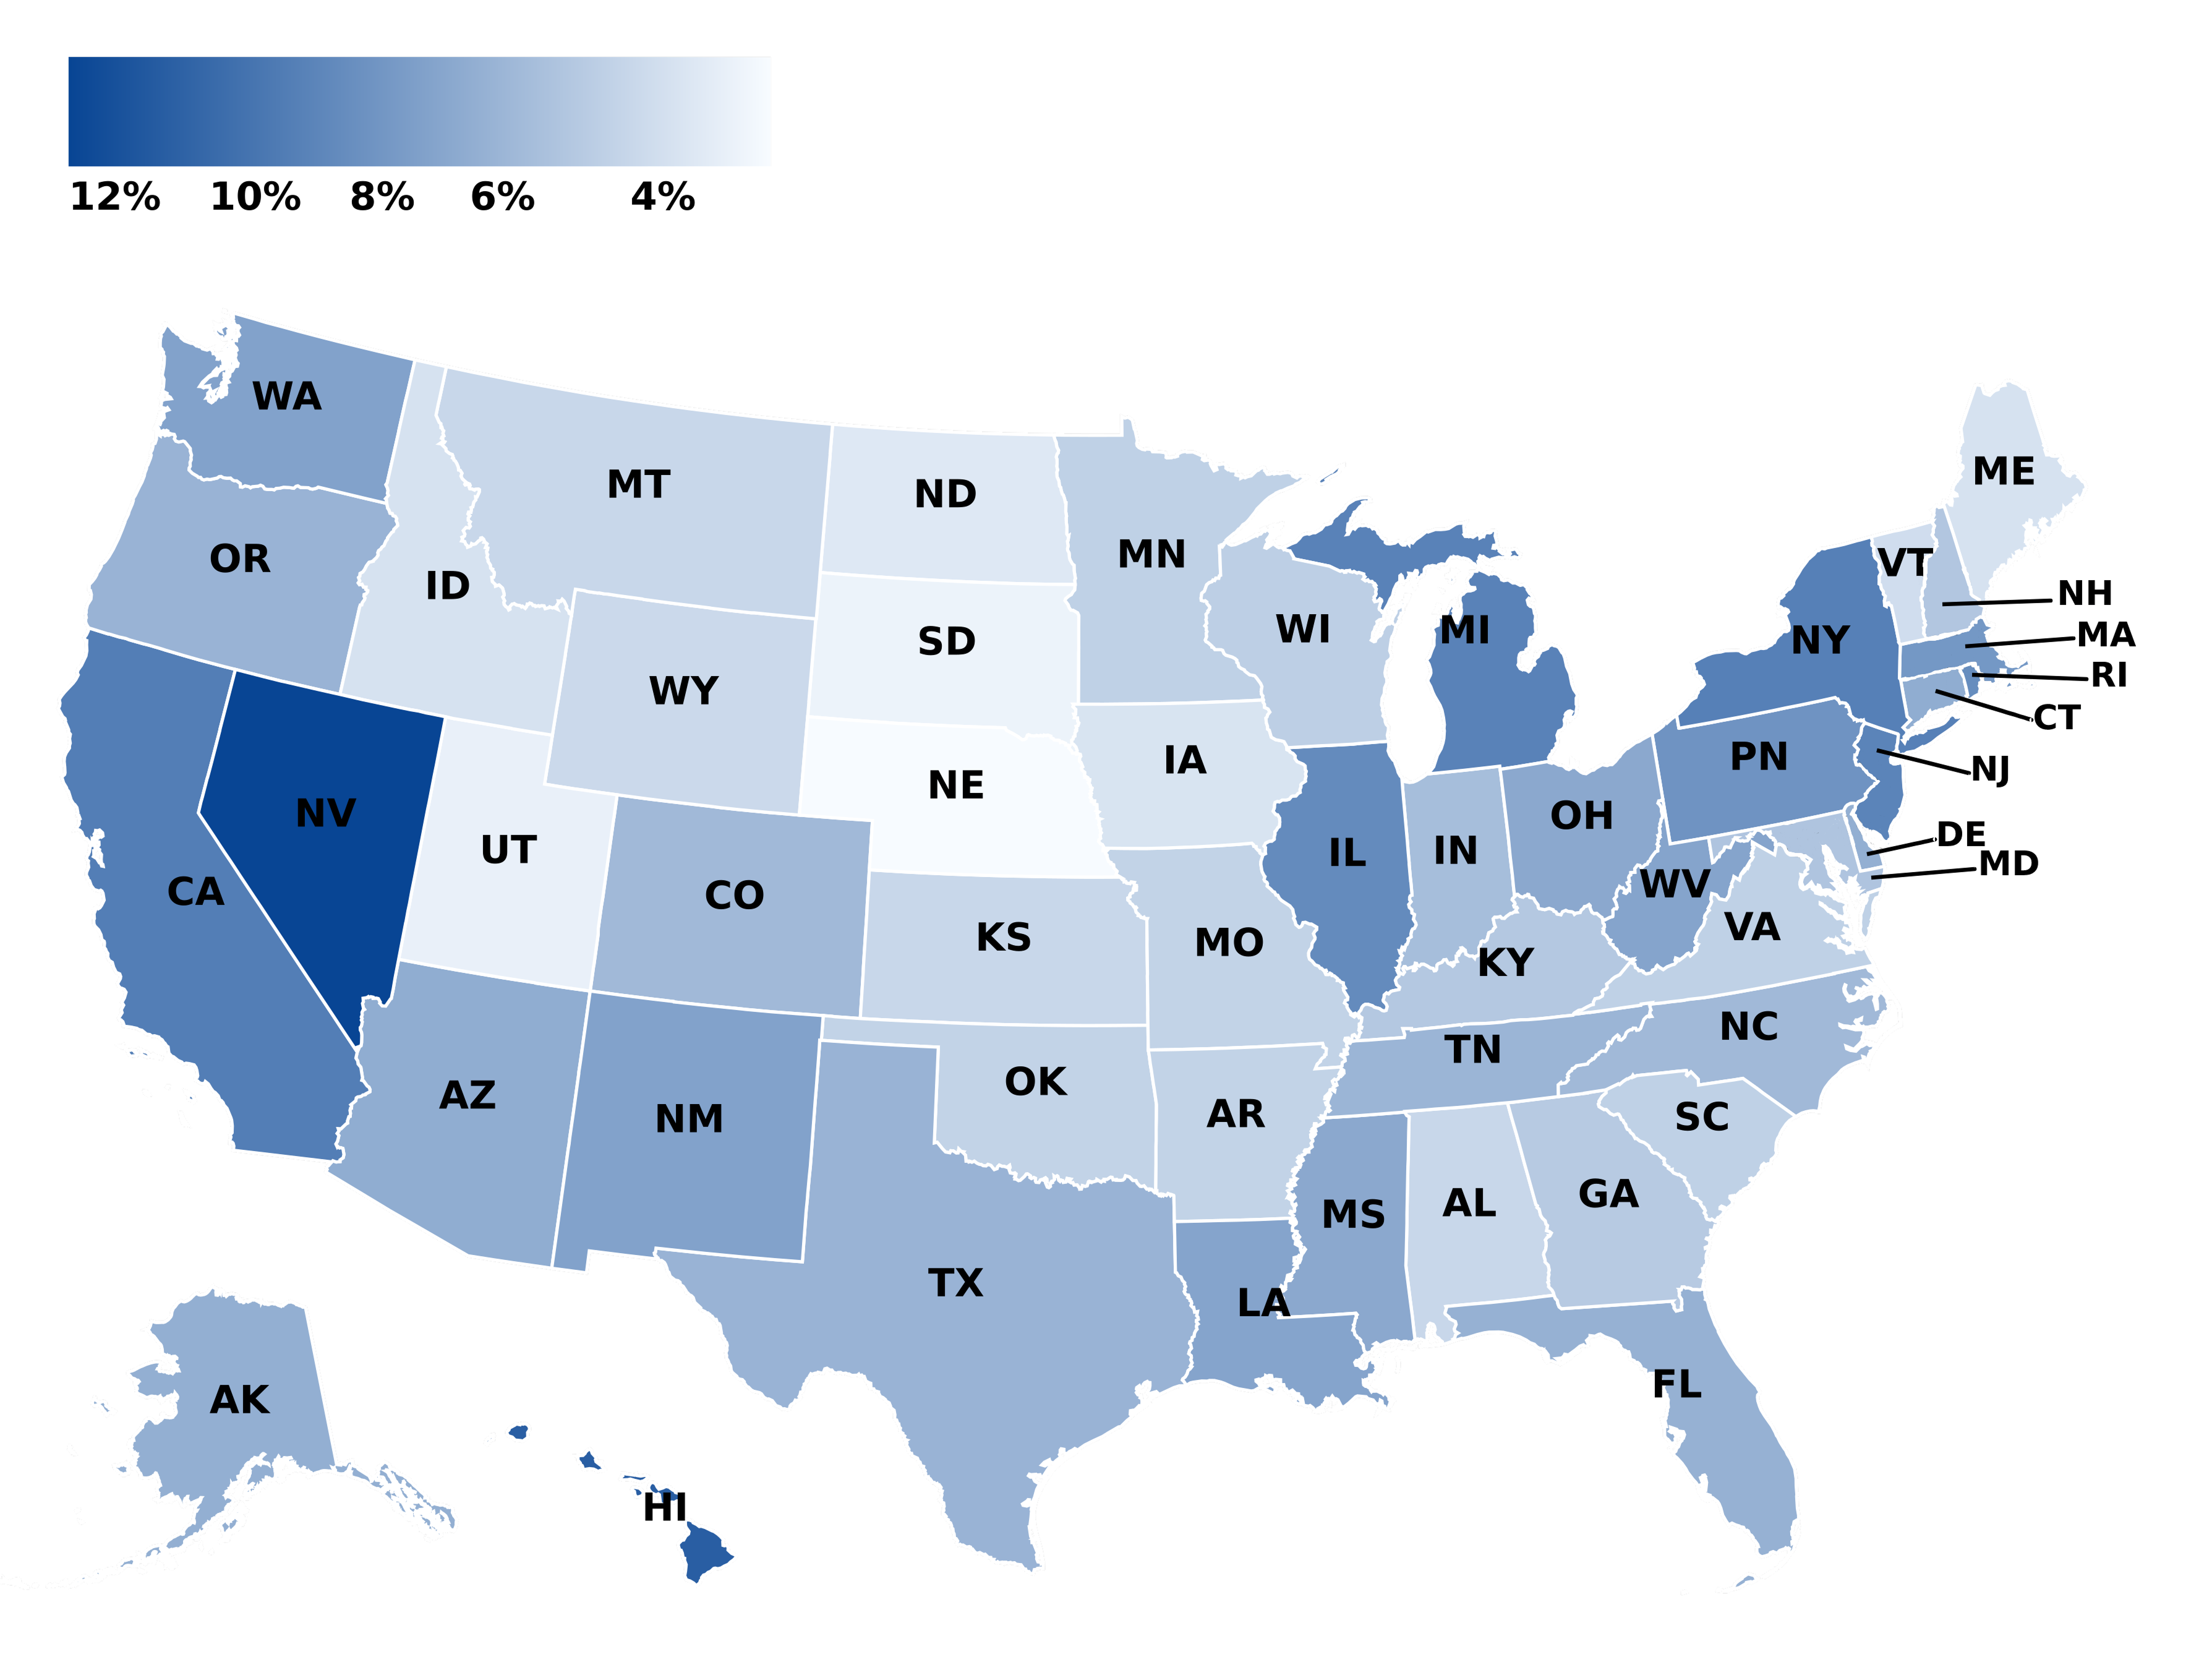 12% 10% 8% 6% 4%
WA
MT
ND
ME
OR
ID
MN
VT
NH
SD
WI
MI
NY
MA
RI
WY
CT
IA
PN
NJ
NE
NV
OH
UT
IL
IN
DE
MD
CA
CO
WV
KS
MO
VA
KY
NC
TN
OK
AZ
NM
AR
SC
MS
AL
GA
TX
LA
FL
AK
HI